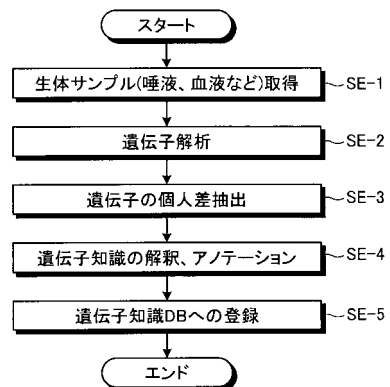 スタート
生体サンプル(唾液、血液など)取得
SE-1
遺伝子解析
SE-2
遺伝子の個人差抽出
SE-3
遺伝子知識の解釈、アノテーション
SE-4
遺伝子知識DBへの登録
SE-5
エンド